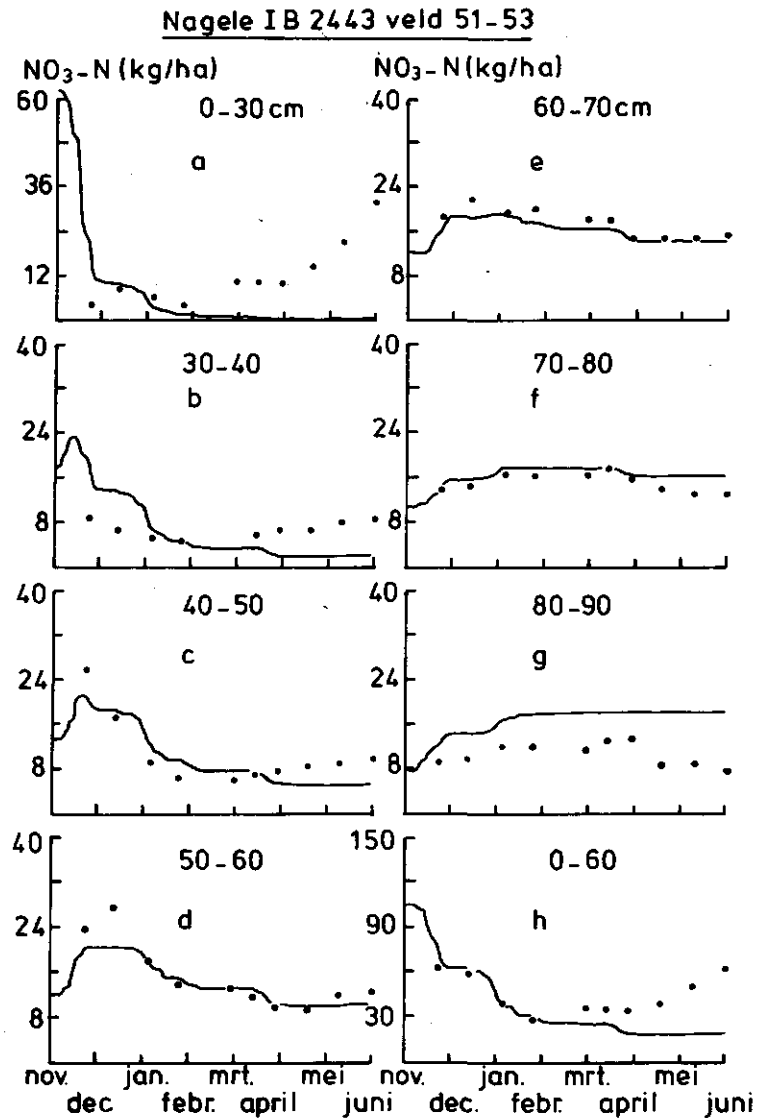 Nagele IB 2443 veld 51-53
NO₃-N (kg/ha)
60
36
12
0-30 cm
a
NO₃-N (kg/ha)
40
24
8
60-70 cm
e
40
24
8
30-40
b
40
24
8
70-80
f
40
24
8
40-50
c
40
24
8
80-90
g
40
24
8
50-60
d
150
90
30
0-60
h
nov. jan. mrt. mei
dec febr. april juni
nov. jan. mrt. mei
dec. febr. april juni